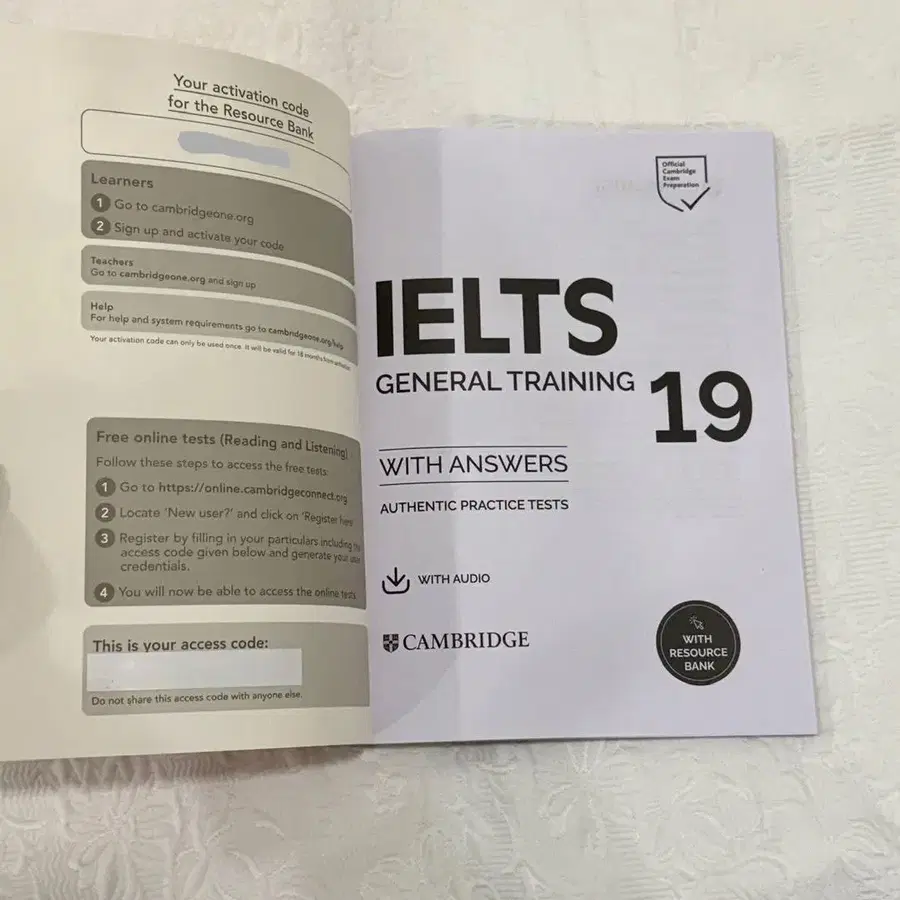 Your activation code
for the Resource Bank
Learners
1 Go to cambridgeone.org
2 Sign up and activate your code
Teachers
Go to cambridgeone.org and sign up
Help
For help and system requirements go to cambridgeone.org/help
Your activation code can only be used once. It will be valid for 18 months from activation
Free online tests (Reading and Listening)
Follow these steps to access the free tests:
1 Go to https://online.cambridgeconnect.org
2 Locate 'New user?' and click on 'Register here'
3 Register by filling in your particulars including the
access code given below and generate your user
credentials.
4 You will now be able to access the online tests
This is your access code:
Do not share this access code with anyone else.
Official
Cambridge
Exam
Preparation
IELTS
GENERAL TRAINING
19
WITH ANSWERS
AUTHENTIC PRACTICE TESTS
WITH AUDIO
CAMBRIDGE
WITH
RESOURCE
BANK